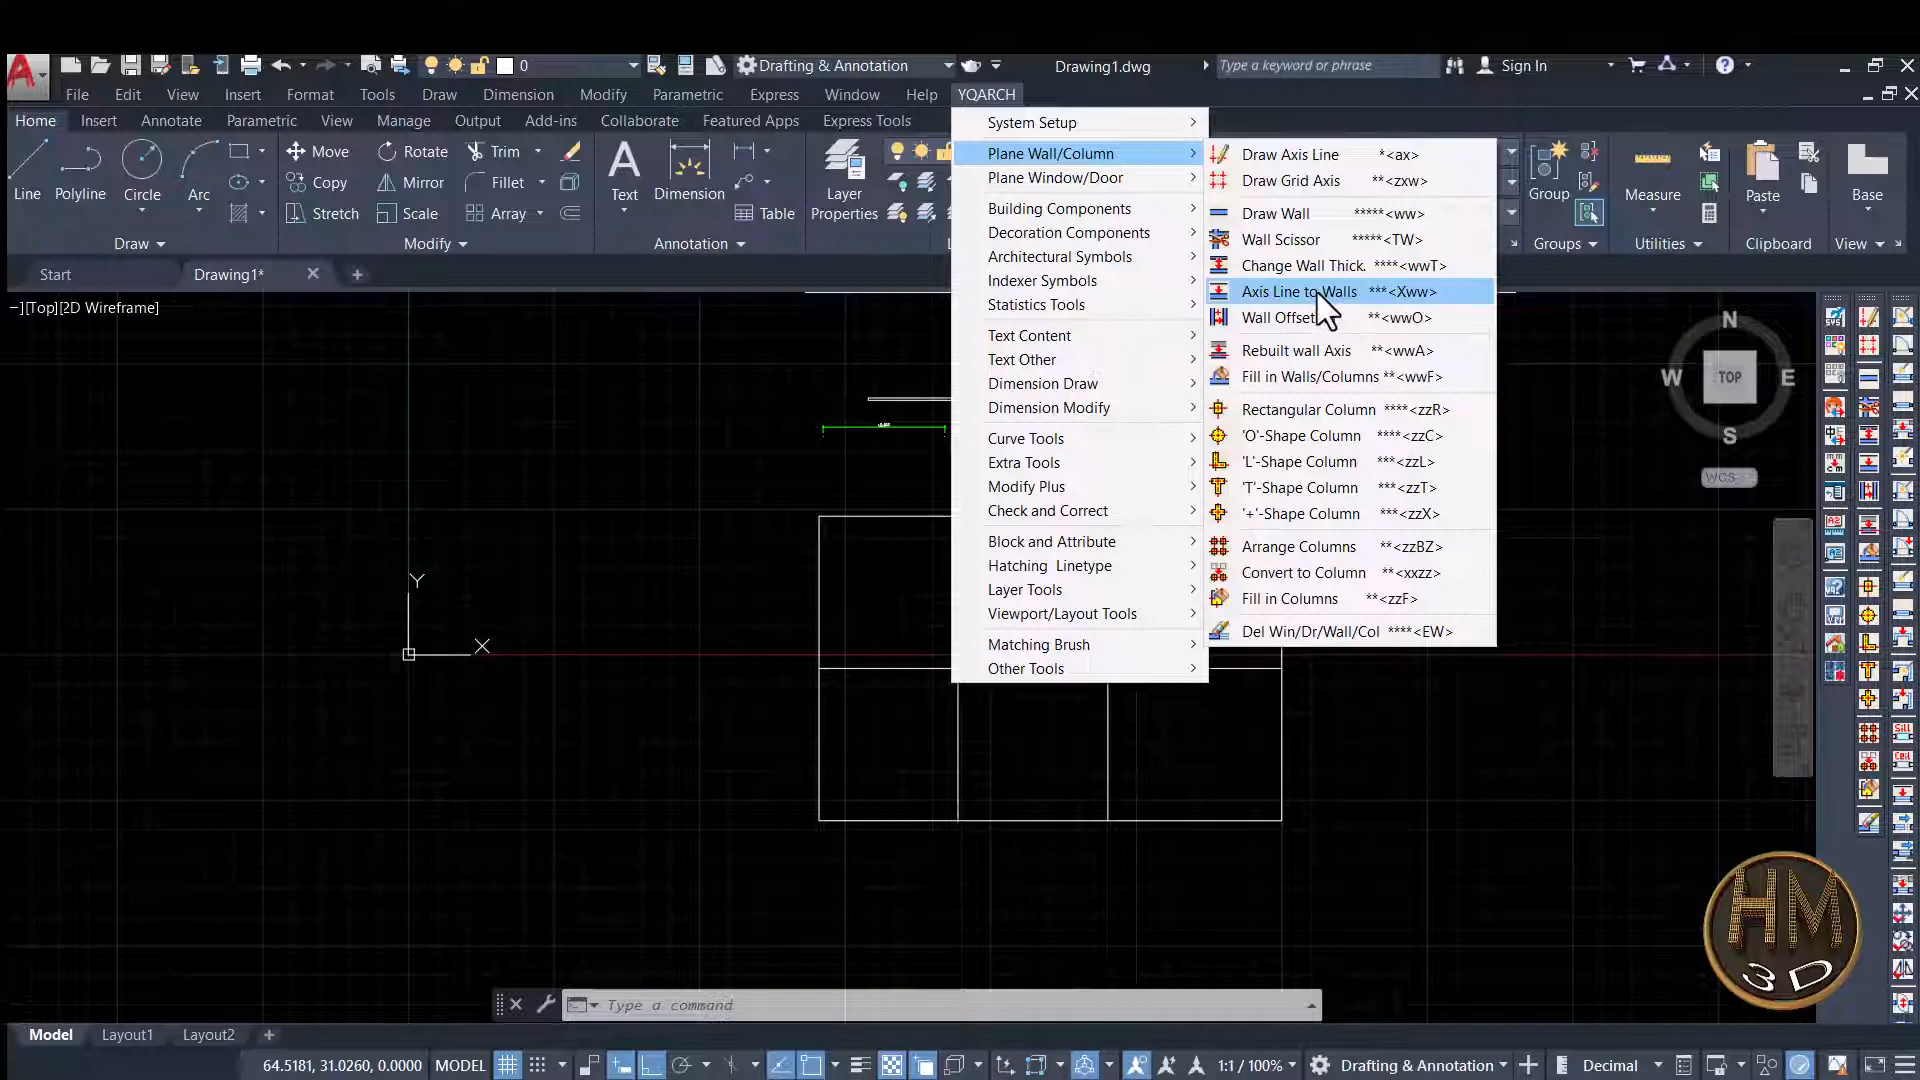 0
Drafting & Annotation
Drawing1.dwg
Type a keyword or phrase
Sign In
File Edit View Insert Format Tools Draw Dimension Modify Parametric Express Window Help YQARCH
Home Insert Annotate Parametric View Manage Output Add-ins Collaborate Featured Apps Express Tools
Line
Polyline
Circle
Arc
Move
Copy
Stretch
Rotate
Mirror
Scale
Trim
Fillet
Array
Text
Dimension
Table
Layer
Properties
Group
Measure
Paste
Base
Draw
Modify
Annotation
Groups
Utilities
Clipboard
View
Start
Drawing1*
−][Top][2D Wireframe]
System Setup
Plane Wall/Column
Plane Window/Door
Building Components
Decoration Components
Architectural Symbols
Indexer Symbols
Statistics Tools
Text Content
Text Other
Dimension Draw
Dimension Modify
Curve Tools
Extra Tools
Modify Plus
Check and Correct
Block and Attribute
Hatching Linetype
Layer Tools
Viewport/Layout Tools
Matching Brush
Other Tools
Draw Axis Line *<ax>
Draw Grid Axis **<zxw>
Draw Wall *****<ww>
Wall Scissor *****<TW>
Change Wall Thick. ****<wwT>
Axis Line to Walls ***<Xww>
Wall Offset **<wwO>
Rebuilt wall Axis **<wwA>
Fill in Walls/Columns **<wwF>
Rectangular Column ****<zzR>
'O'-Shape Column ****<zzC>
'L'-Shape Column ***<zzL>
'T'-Shape Column ***<zzT>
'+'-Shape Column ***<zzX>
Arrange Columns **<zzBZ>
Convert to Column **<xxzz>
Fill in Columns **<zzF>
Del Win/Dr/Wall/Col ****<EW>
N
W TOP E
S
WCS
Y
X
HM
3D
Type a command
Model Layout1 Layout2
64.5181, 31.0260, 0.0000 MODEL 1:1 / 100% Drafting & Annotation Decimal